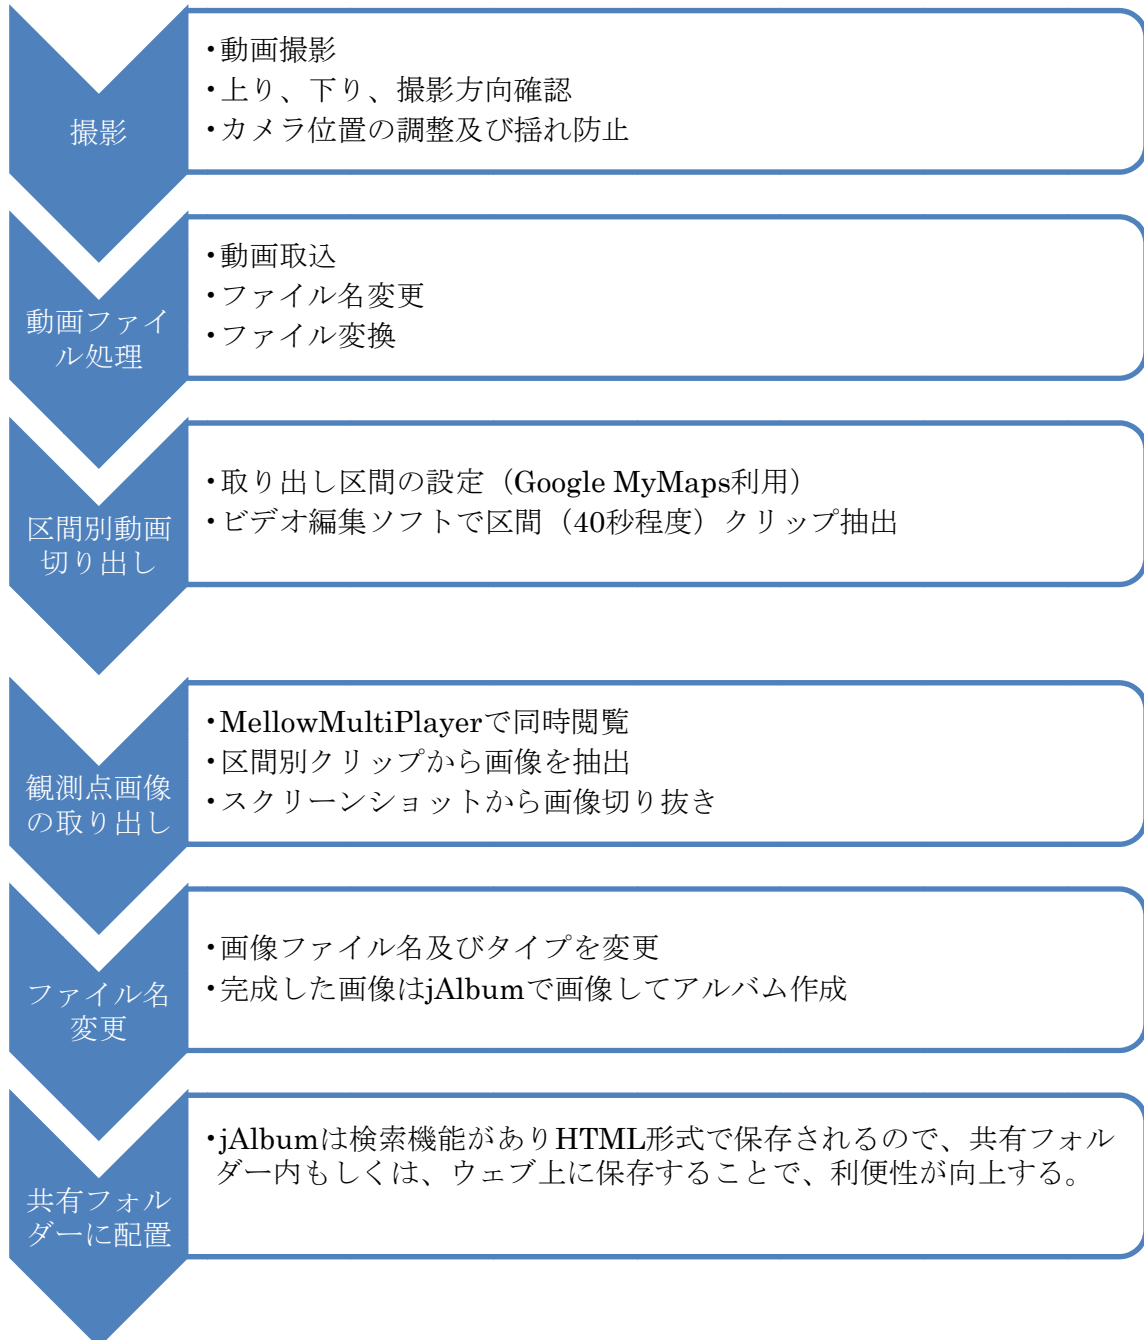 撮影
・動画撮影
・上り、下り、撮影方向確認
・カメラ位置の調整及び揺れ防止
動画ファイ
ル処理
・動画取込
・ファイル名変更
・ファイル変換
区間別動画
切り出し
・取り出し区間の設定（Google MyMaps利用）
・ビデオ編集ソフトで区間（40秒程度）クリップ抽出
観測点画像
の取り出し
・MellowMultiPlayerで同時閲覧
・区間別クリップから画像を抽出
・スクリーンショットから画像切り抜き
ファイル名
変更
・画像ファイル名及びタイプを変更
・完成した画像はjAlbumで画像してアルバム作成
共有フォル
ダーに配置
・jAlbumは検索機能がありHTML形式で保存されるので、共有フォル
ダー内もしくは、ウェブ上に保存することで、利便性が向上する。